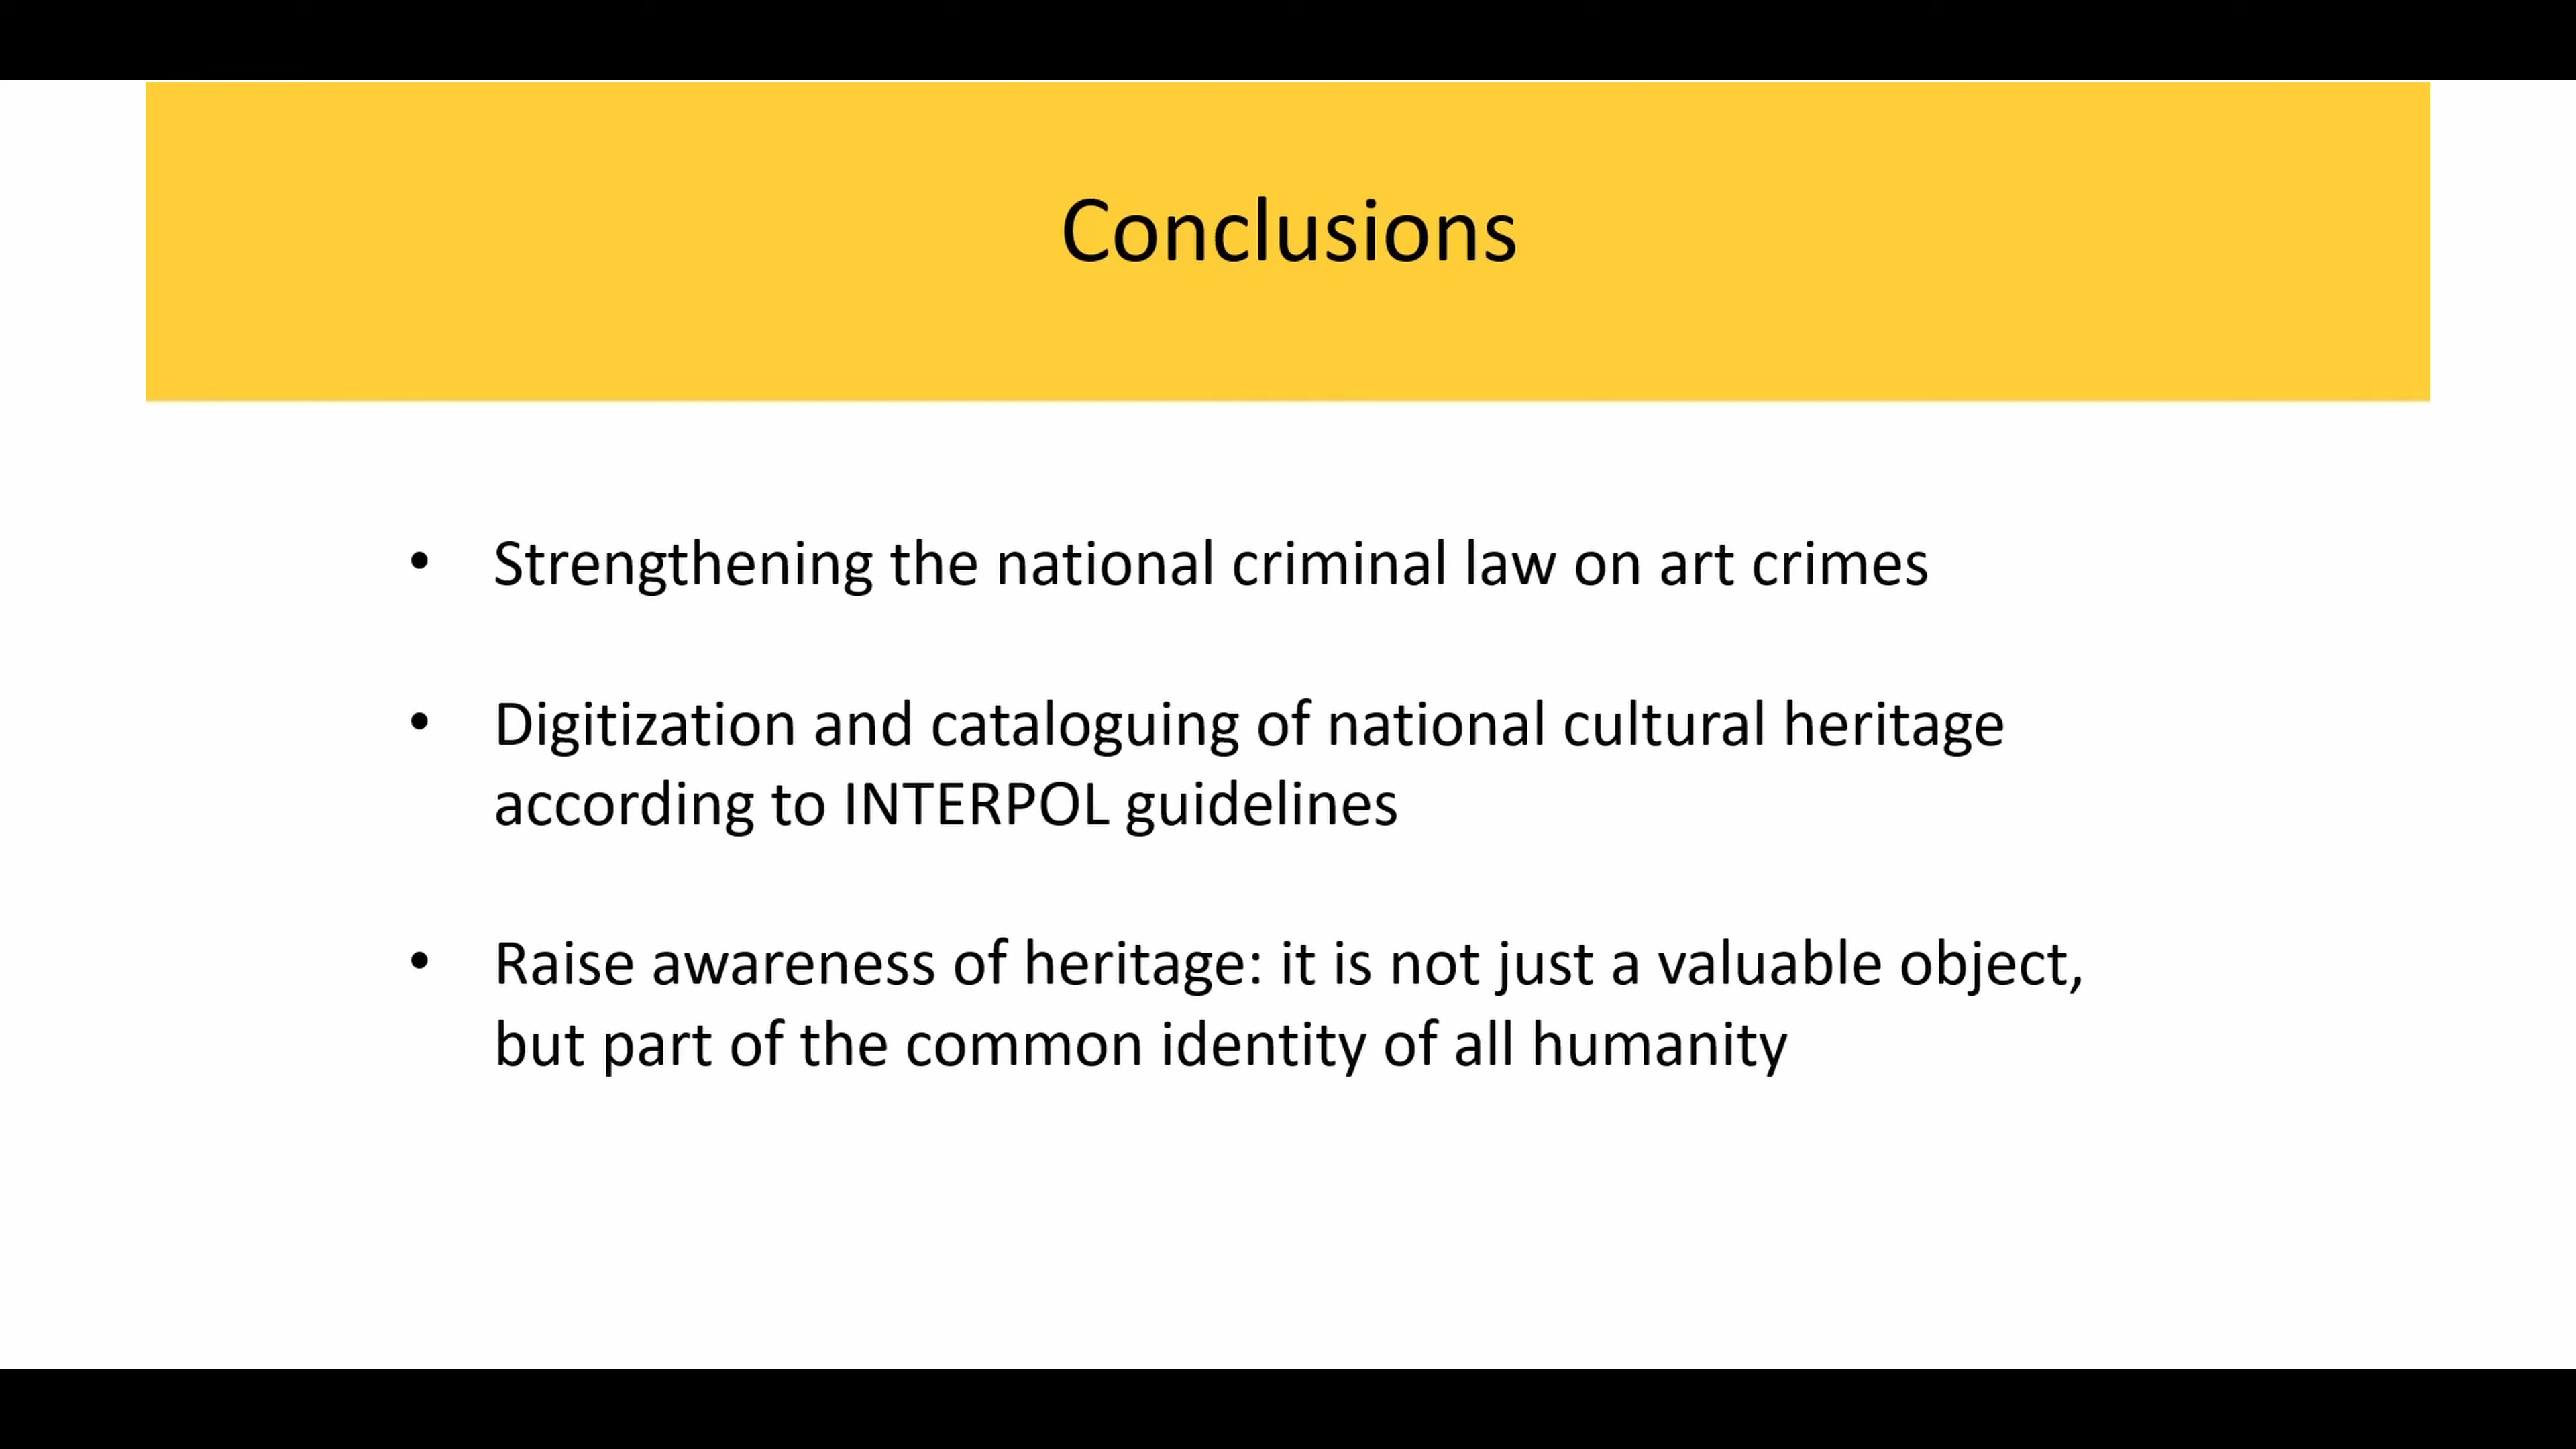 Conclusions
• Strengthening the national criminal law on art crimes
• Digitization and cataloguing of national cultural heritage
according to INTERPOL guidelines
• Raise awareness of heritage: it is not just a valuable object,
but part of the common identity of all humanity